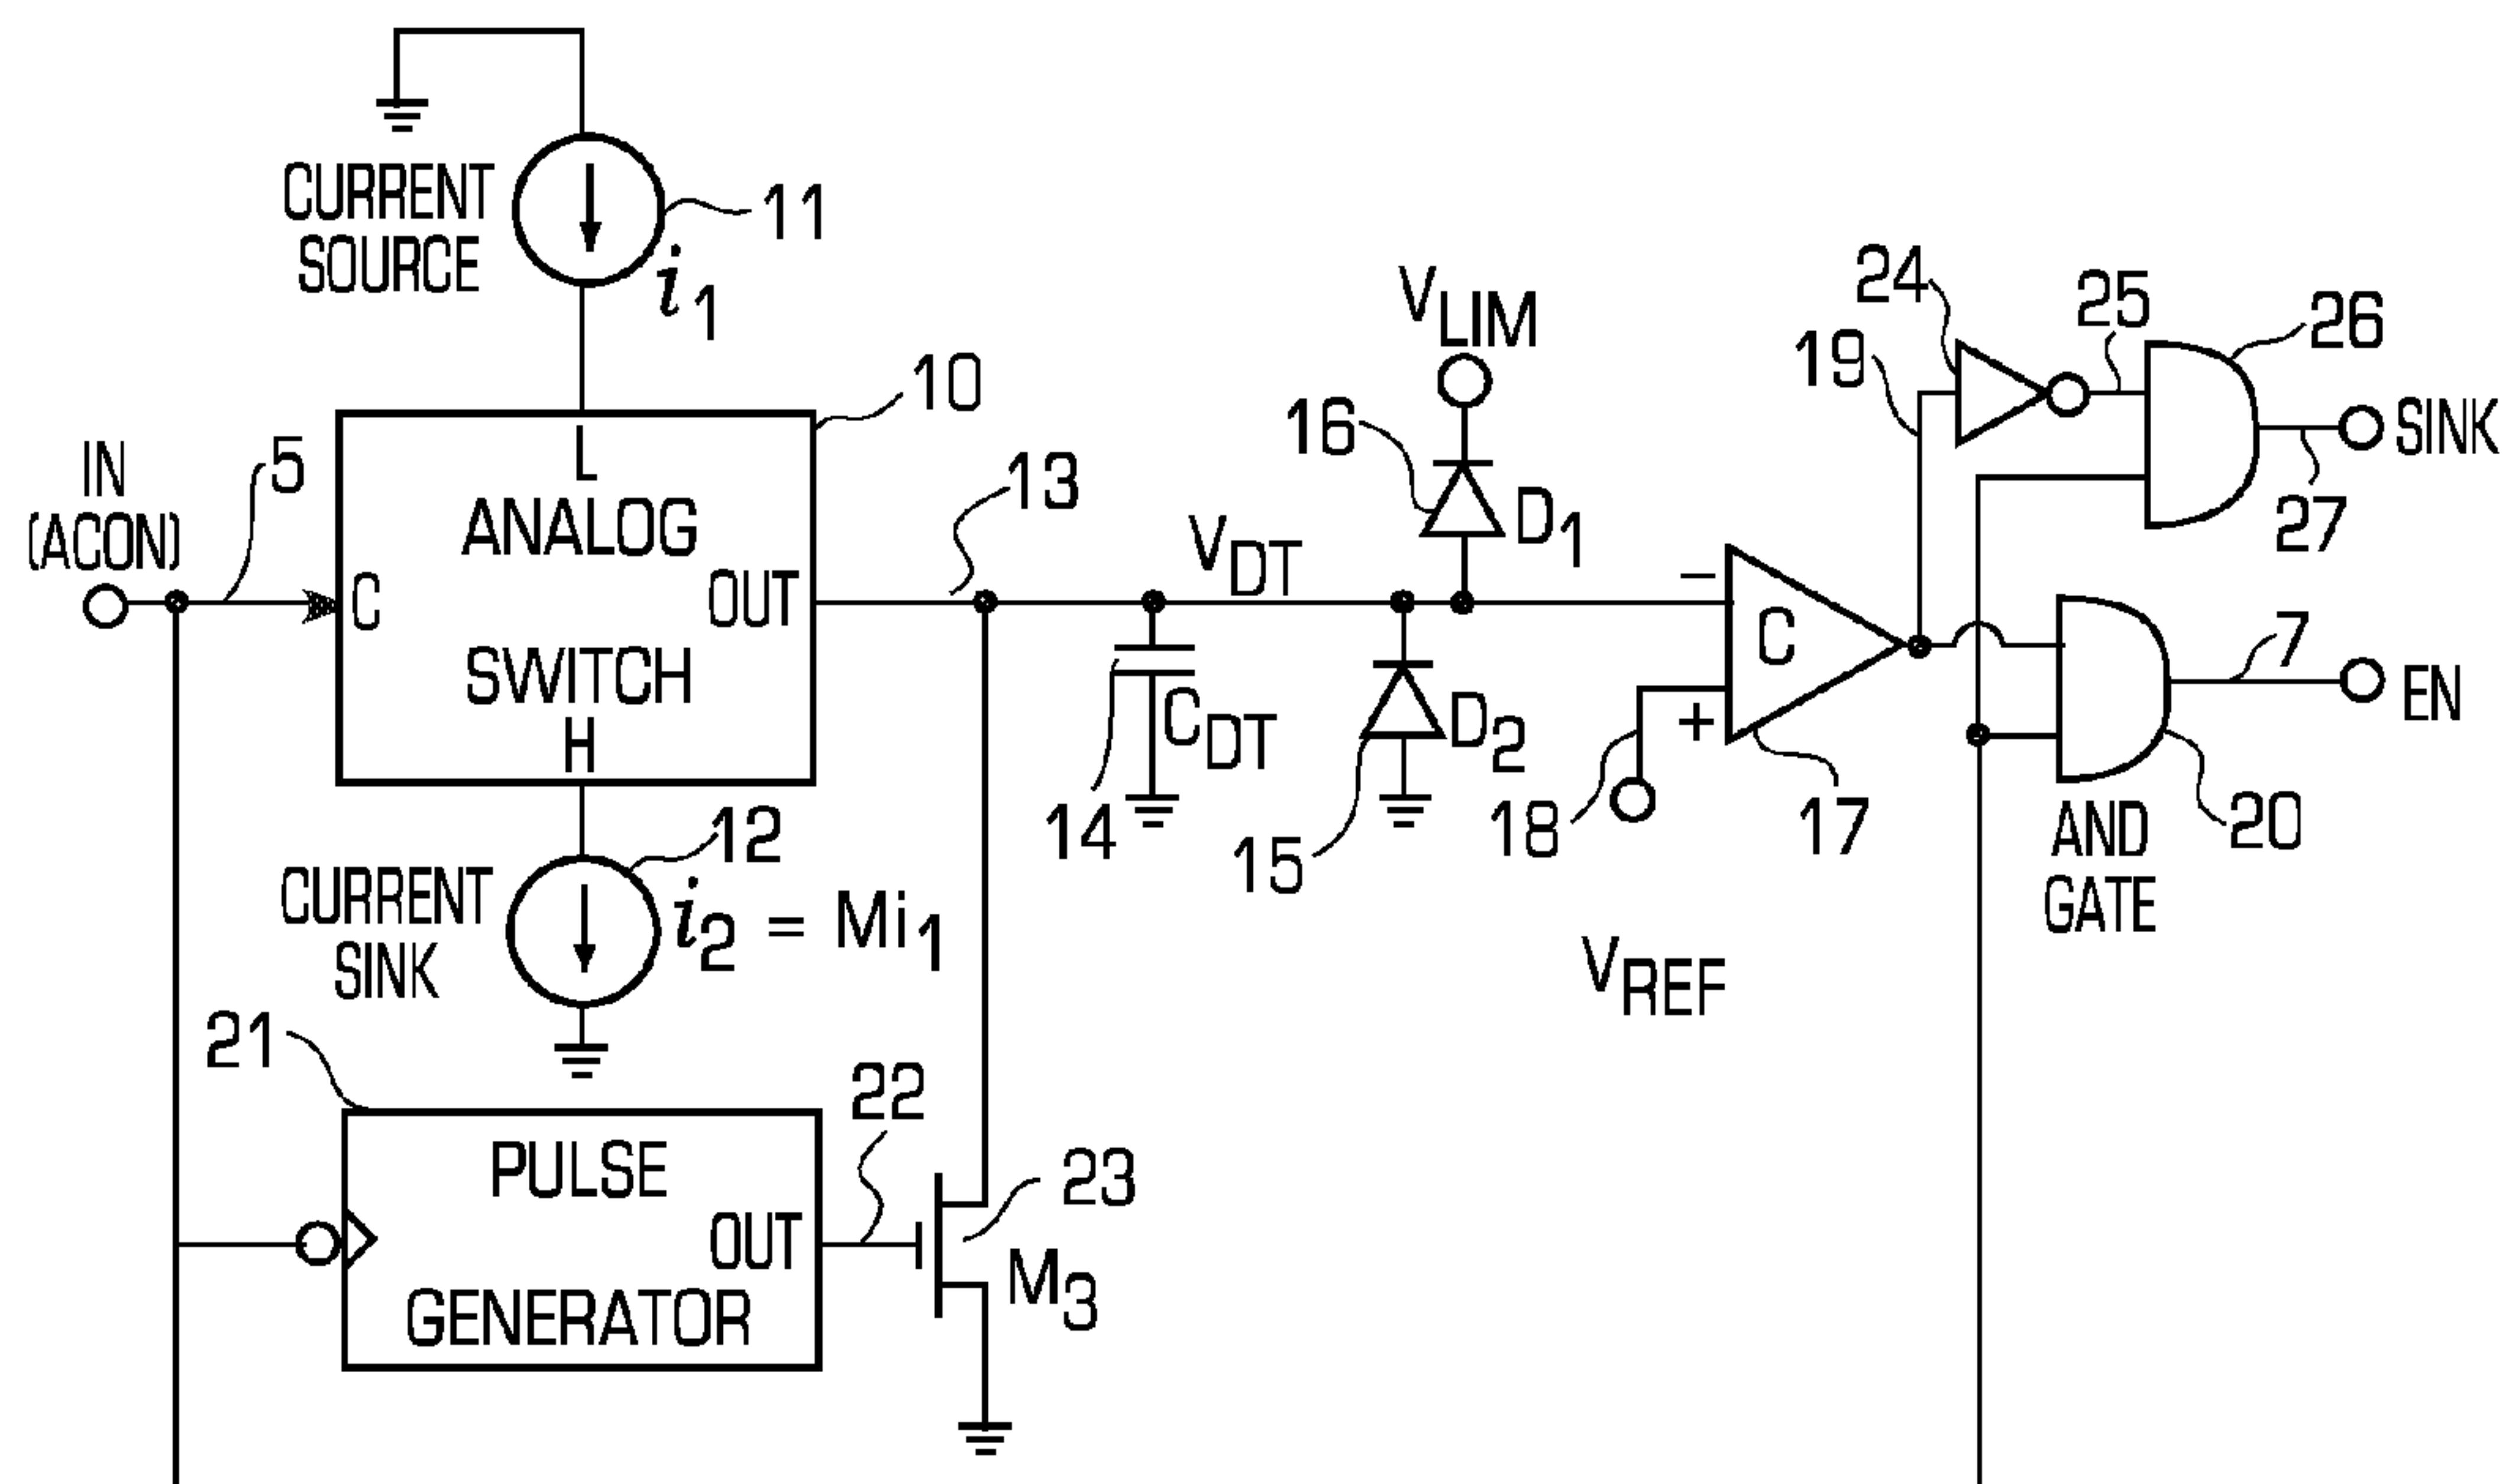 CURRENT
SOURCE
11
i1
10
IN
(ACON)
5
L
ANALOG
C
OUT
SWITCH
H
13
VLIM
16
D1
VDT
CDT
14
D2
15
C
−
+
18
17
VREF
24
19
25
26
SINK
27
7
EN
20
AND
GATE
CURRENT
SINK
12
i2 = Mi1
21
PULSE
OUT
GENERATOR
22
23
M3